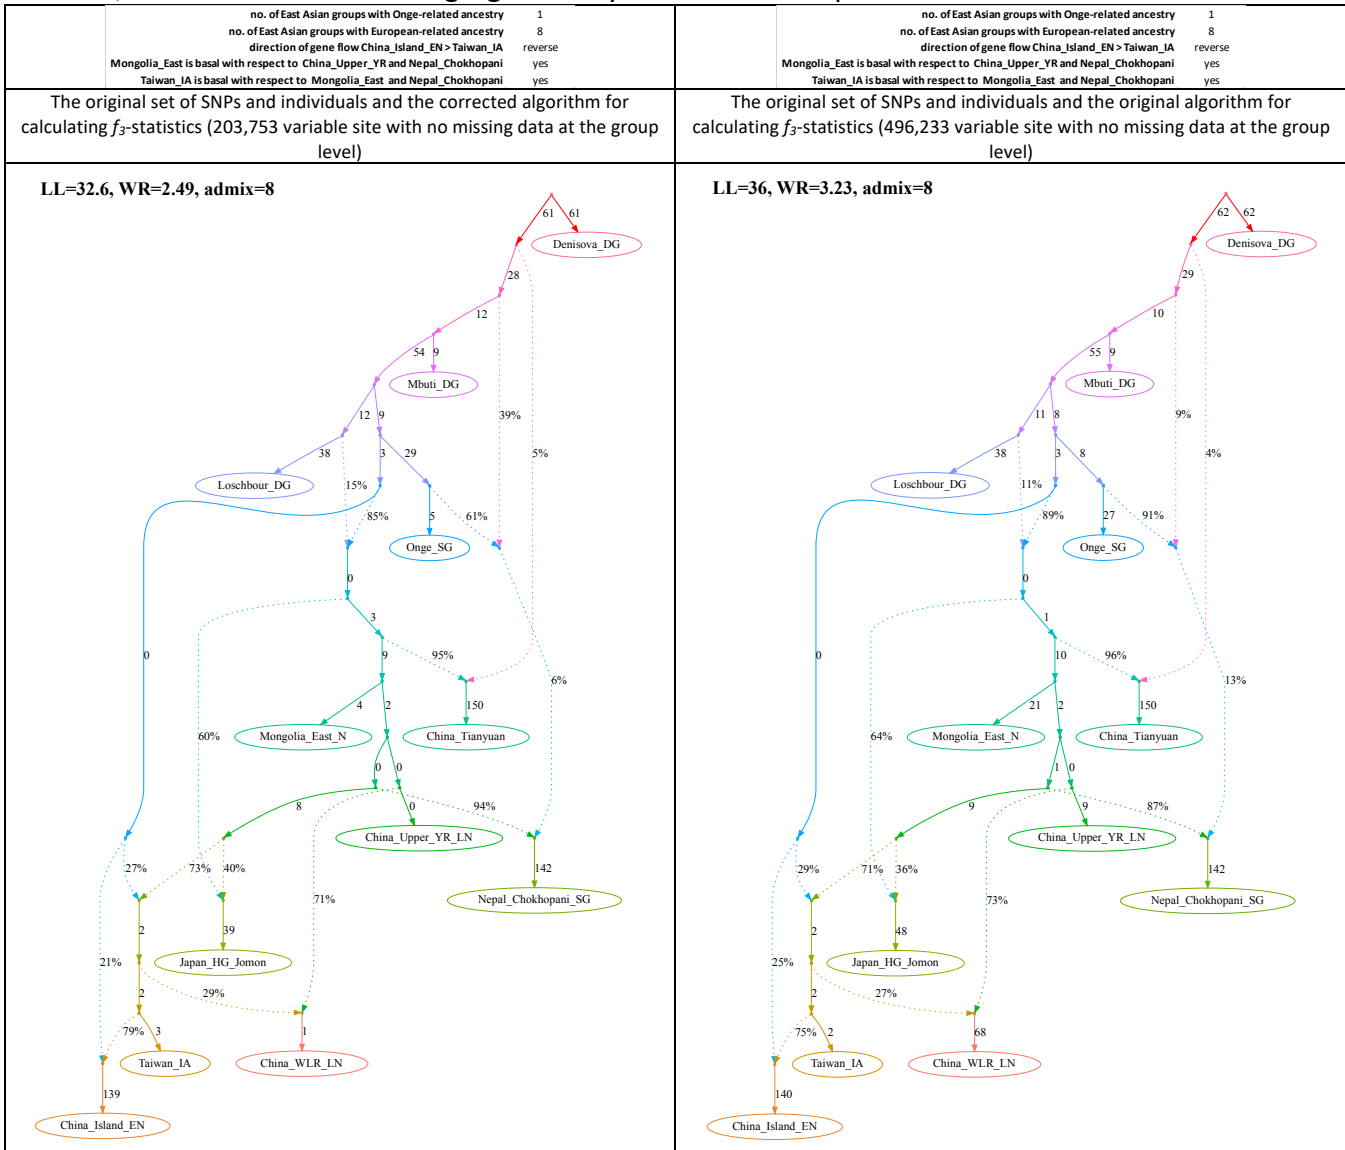 no. of East Asian groups with Onge-related ancestry 1
no. of East Asian groups with European-related ancestry 8
direction of gene flow China_Island_EN > Taiwan_IA reverse
Mongolia_East is basal with respect to China_Upper_YR and Nepal_Chokhopani yes
Taiwan_IA is basal with respect to Mongolia_East and Nepal_Chokhopani yes
The original set of SNPs and individuals and the corrected algorithm for
calculating f3-statistics (203,753 variable site with no missing data at the group
level)
LL=32.6, WR=2.49, admix=8
61 61
Denisova_DG
28
12
54 9
Mbuti_DG
12 9 39%
38 3 29 5%
Loschbour_DG 15%
85% 5 61%
Onge_SG
0
3
0 9 95%
6%
4 2 150
60% Mongolia_East_N China_Tianyuan
0 0
8 0 94%
China_Upper_YR_LN
27% 73% 40% 142
71% Nepal_Chokhopani_SG
2 39
21% Japan_HG_Jomon
2 29%
79% 3 1
Taiwan_IA China_WLR_LN
139
China_Island_EN
no. of East Asian groups with Onge-related ancestry 1
no. of East Asian groups with European-related ancestry 8
direction of gene flow China_Island_EN > Taiwan_IA reverse
Mongolia_East is basal with respect to China_Upper_YR and Nepal_Chokhopani yes
Taiwan_IA is basal with respect to Mongolia_East and Nepal_Chokhopani yes
The original set of SNPs and individuals and the original algorithm for
calculating f3-statistics (496,233 variable site with no missing data at the group
level)
LL=36, WR=3.23, admix=8
62 62
Denisova_DG
29
10
55 9
Mbuti_DG
11 8 9%
38 3 8 4%
Loschbour_DG 11%
89% 27 91%
Onge_SG
0
1
0 10 96%
13%
21 2 150
64% Mongolia_East_N China_Tianyuan
1 0
9 9 87%
China_Upper_YR_LN
29% 71% 36% 142
73% Nepal_Chokhopani_SG
2 48
25% Japan_HG_Jomon
2 27%
75% 2 68
Taiwan_IA China_WLR_LN
140
China_Island_EN